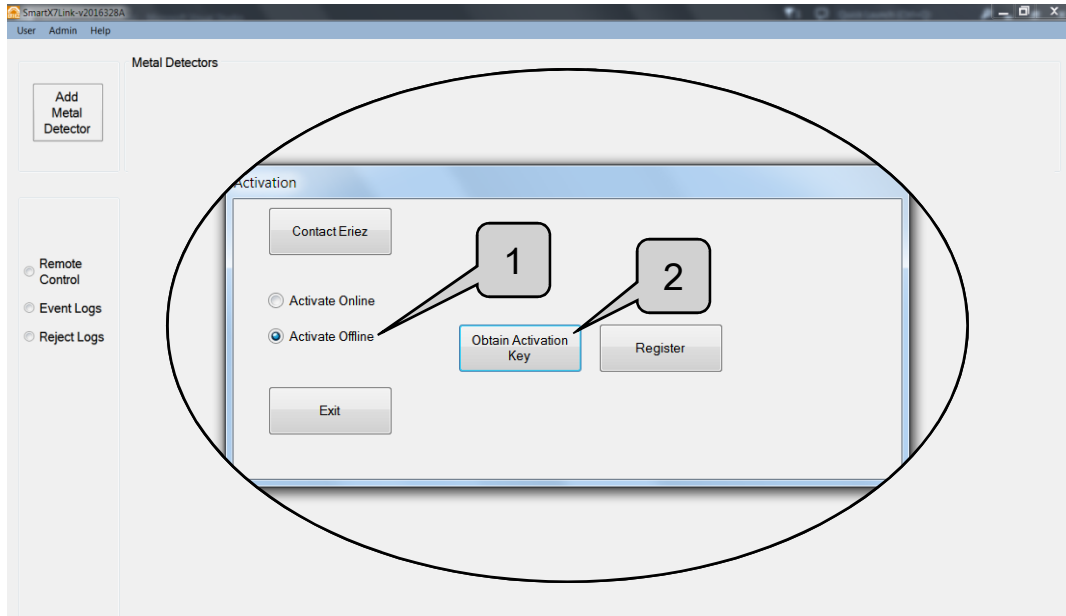 SmartX7Link-v2016328A
User Admin Help
Metal Detectors
Add
Metal
Detector
Remote
Control
Event Logs
Reject Logs
Activation
Contact Eriez
Activate Online
Activate Offline
Obtain Activation
Key
Register
Exit
1
2